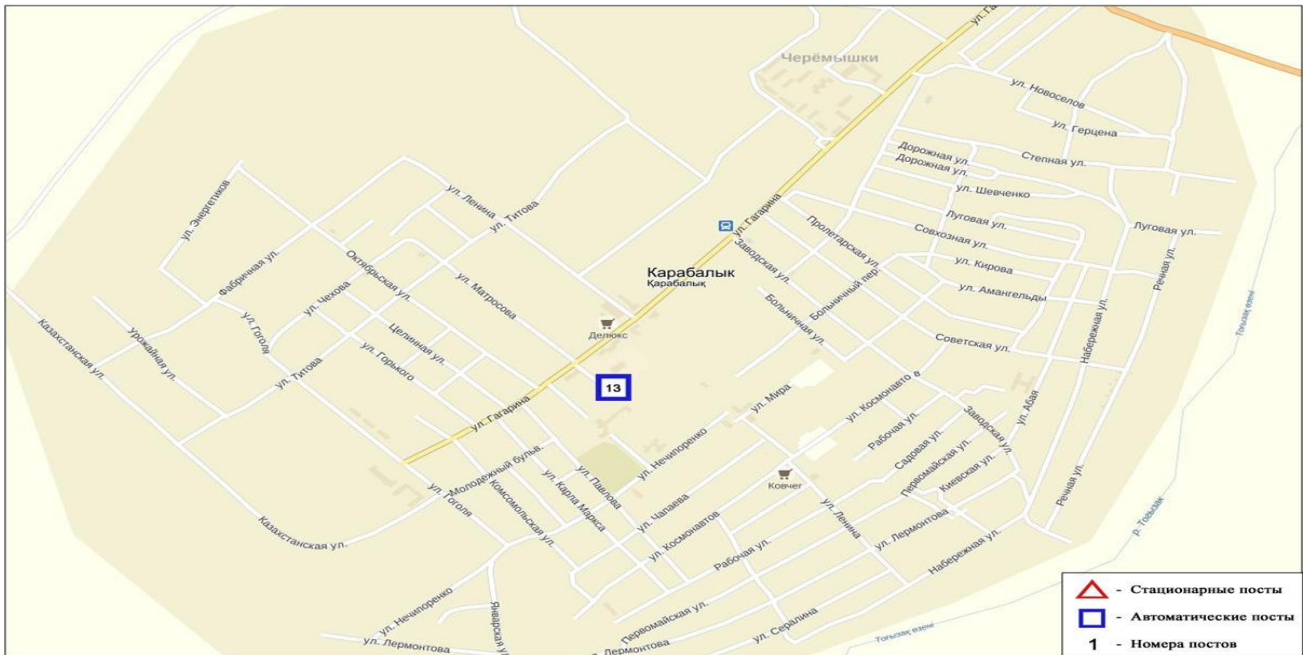 ул. Га
Черёмышки
ул. Новоселов
ул. Герцена
Дорожная ул.
Дорожная ул.
Степная ул.
ул. Шевченко
ул. Энергетиков
ул. Ленина
ул. Титова
ул. Гагарина
Пролетарская ул.
Луговая ул.
Луговая ул.
Совхозная ул.
Фабричная ул.
Октябрьская ул.
Заводская ул.
ул. Кирова
Речная ул.
Карабалык
Қарабалық
ул. Матросова
ул. Чехова
Больничный пер.
ул. Амангельды
Тоғызақ өзені
Казахстанская ул.
Урожайная ул.
ул. Гоголя
Целинная ул.
Делюкс
Больничная ул.
Советская ул.
Набережная ул.
ул. Горького
ул. Титова
13
ул. Мира
ул. Космонавто в
ул. Гагарина
Рабочая ул.
Заводская ул.
ул. Абая
ул. Нечипоренко
Садовая ул.
Первомайская ул.
Молодежный бульв.
Киевская ул.
Ковчег
Речная ул.
ул. Гоголя
Комсомольская ул.
ул. Карла Маркса
ул. Павлова
ул. Чапаева
ул. Ленина
Казахстанская ул.
ул. Космонавтов
ул. Лермонтова
р. Тогызак
Рабочая ул.
Набережная ул.
ул. Нечипоренко
Январская ул.
Первомайская ул.
ул. Сералина
Тоғызақ өзені
ул. Лермонтова
ул. Лермонтова
- Стационарные посты
- Автоматические посты
1 - Номера постов